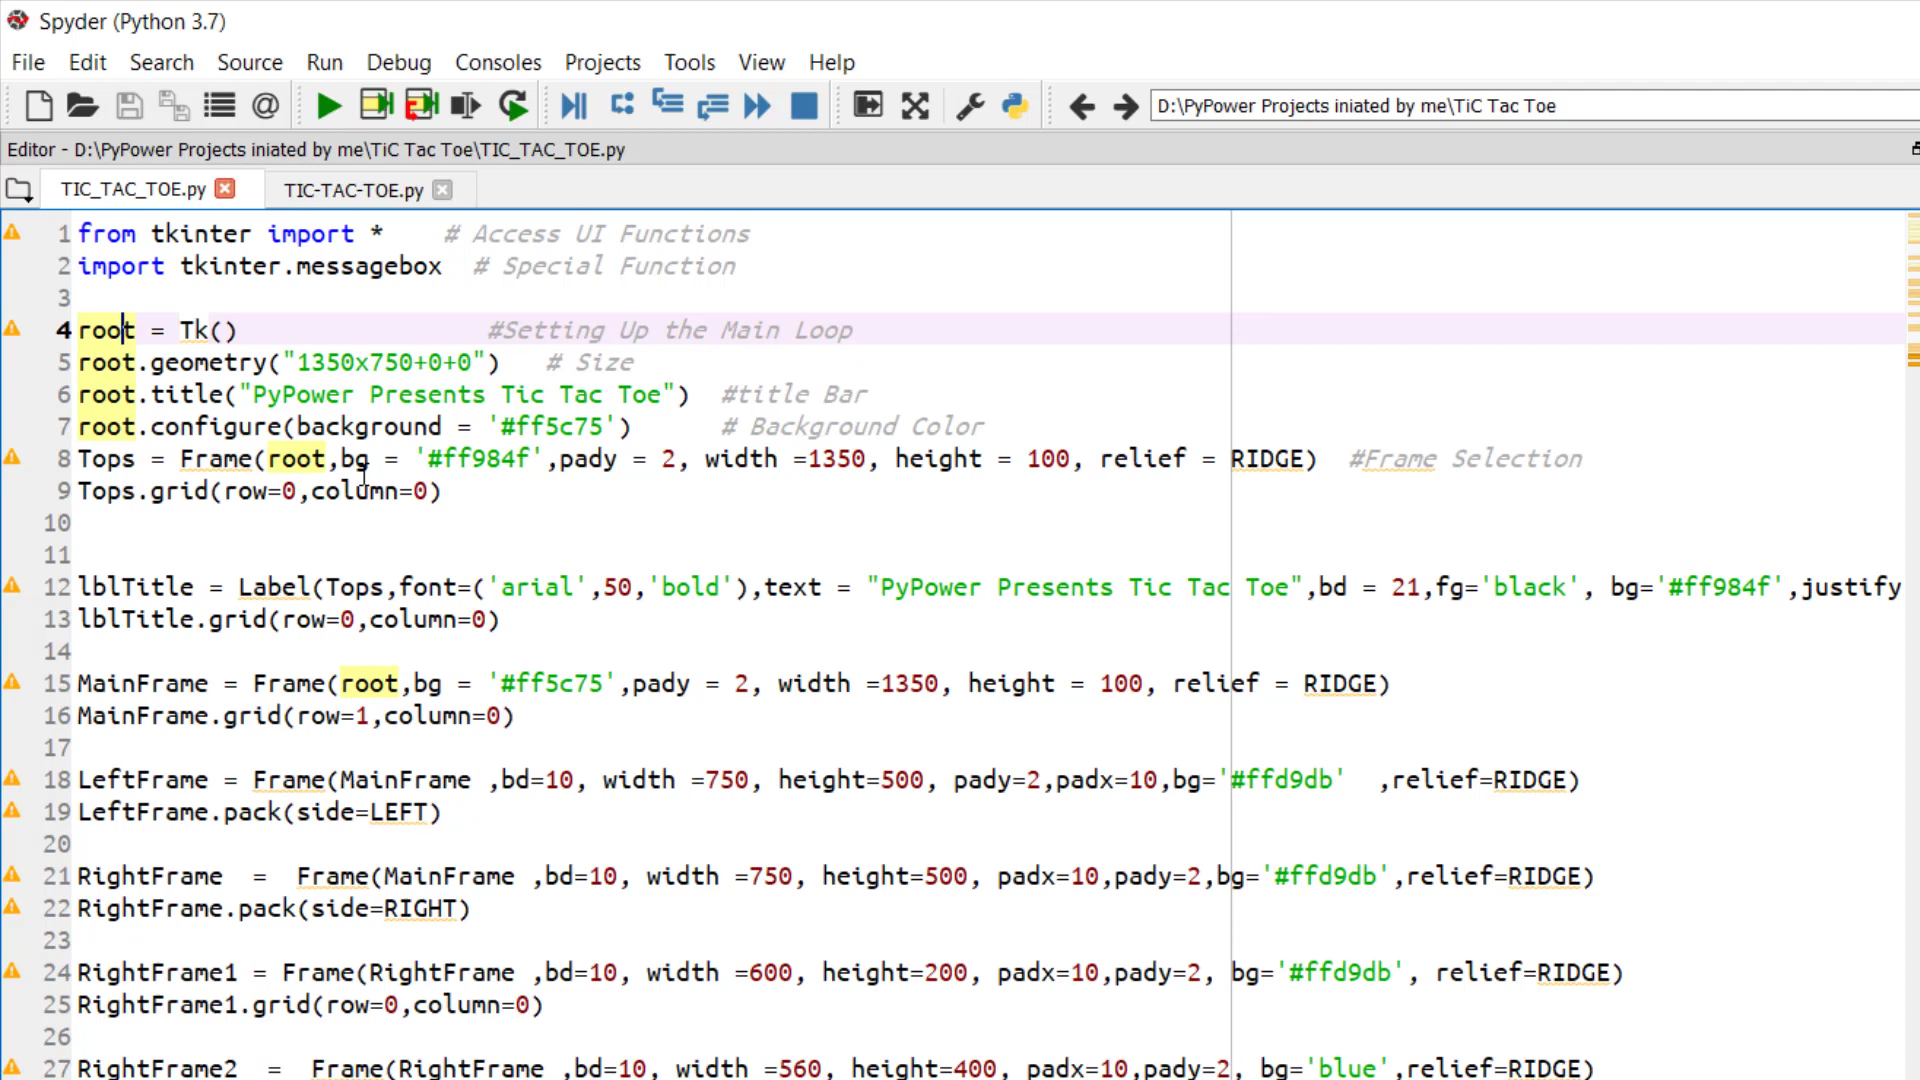 Spyder (Python 3.7)
File Edit Search Source Run Debug Consoles Projects Tools View Help
D:\PyPower Projects iniated by me\TiC Tac Toe
Editor - D:\PyPower Projects iniated by me\TiC Tac Toe\TIC_TAC_TOE.py
TIC_TAC_TOE.py TIC-TAC-TOE.py
1 from tkinter import * # Access UI Functions
2 import tkinter.messagebox # Special Function
3
4 root = Tk() #Setting Up the Main Loop
5 root.geometry("1350x750+0+0") # Size
6 root.title("PyPower Presents Tic Tac Toe") #title Bar
7 root.configure(background = '#ff5c75') # Background Color
8 Tops = Frame(root,bg = '#ff984f',pady = 2, width =1350, height = 100, relief = RIDGE) #Frame Selection
9 Tops.grid(row=0,column=0)
10
11
12 lblTitle = Label(Tops,font=('arial',50,'bold'),text = "PyPower Presents Tic Tac Toe",bd = 21,fg='black', bg='#ff984f',justify
13 lblTitle.grid(row=0,column=0)
14
15 MainFrame = Frame(root,bg = '#ff5c75',pady = 2, width =1350, height = 100, relief = RIDGE)
16 MainFrame.grid(row=1,column=0)
17
18 LeftFrame = Frame(MainFrame ,bd=10, width =750, height=500, pady=2,padx=10,bg='#ffd9db' ,relief=RIDGE)
19 LeftFrame.pack(side=LEFT)
20
21 RightFrame = Frame(MainFrame ,bd=10, width =750, height=500, padx=10,pady=2,bg='#ffd9db',relief=RIDGE)
22 RightFrame.pack(side=RIGHT)
23
24 RightFrame1 = Frame(RightFrame ,bd=10, width =600, height=200, padx=10,pady=2, bg='#ffd9db', relief=RIDGE)
25 RightFrame1.grid(row=0,column=0)
26
27 RightFrame2 = Frame(RightFrame ,bd=10, width =560, height=400, padx=10,pady=2, bg='blue',relief=RIDGE)